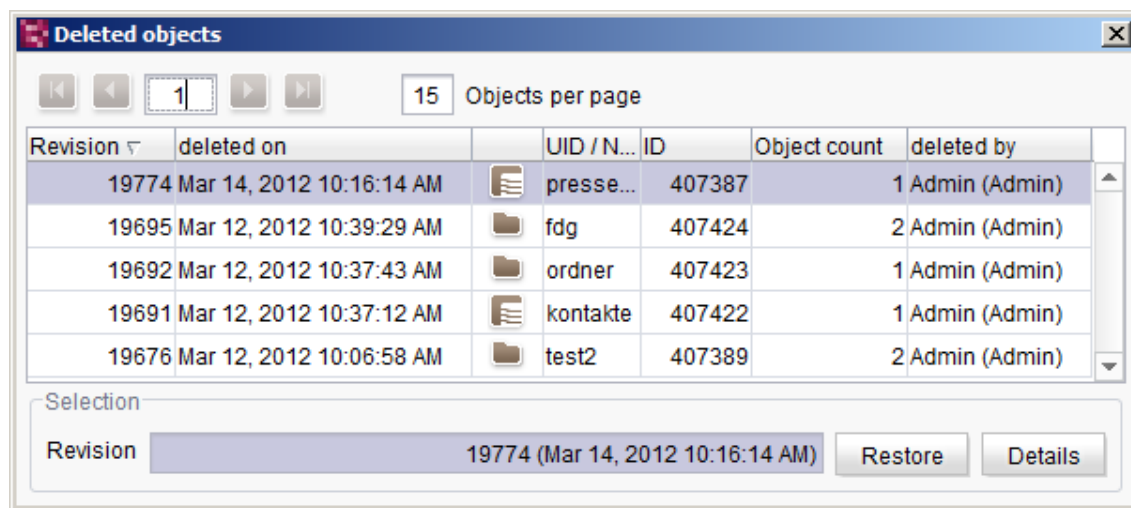 Deleted objects
1 15 Objects per page
Revision deleted on UID / N... ID Object count deleted by
19774 Mar 14, 2012 10:16:14 AM presse... 407387 1 Admin (Admin)
19695 Mar 12, 2012 10:39:29 AM fdg 407424 2 Admin (Admin)
19692 Mar 12, 2012 10:37:43 AM ordner 407423 1 Admin (Admin)
19691 Mar 12, 2012 10:37:12 AM kontakte 407422 1 Admin (Admin)
19676 Mar 12, 2012 10:06:58 AM test2 407389 2 Admin (Admin)
Selection
Revision 19774 (Mar 14, 2012 10:16:14 AM) Restore Details